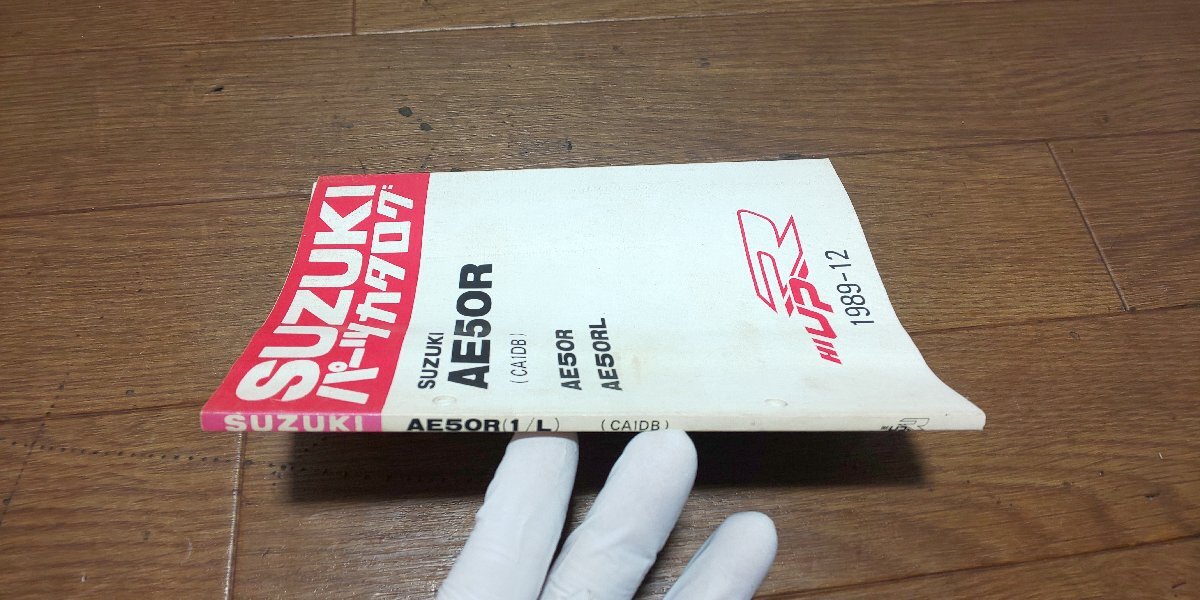 SUZUKI
パーツカタログ
SUZUKI
AE50R
(CA1DB)
AE50R
AE50RL
HI UP R
1989-12
SUZUKI AE50R(1/L) (CA1DB)